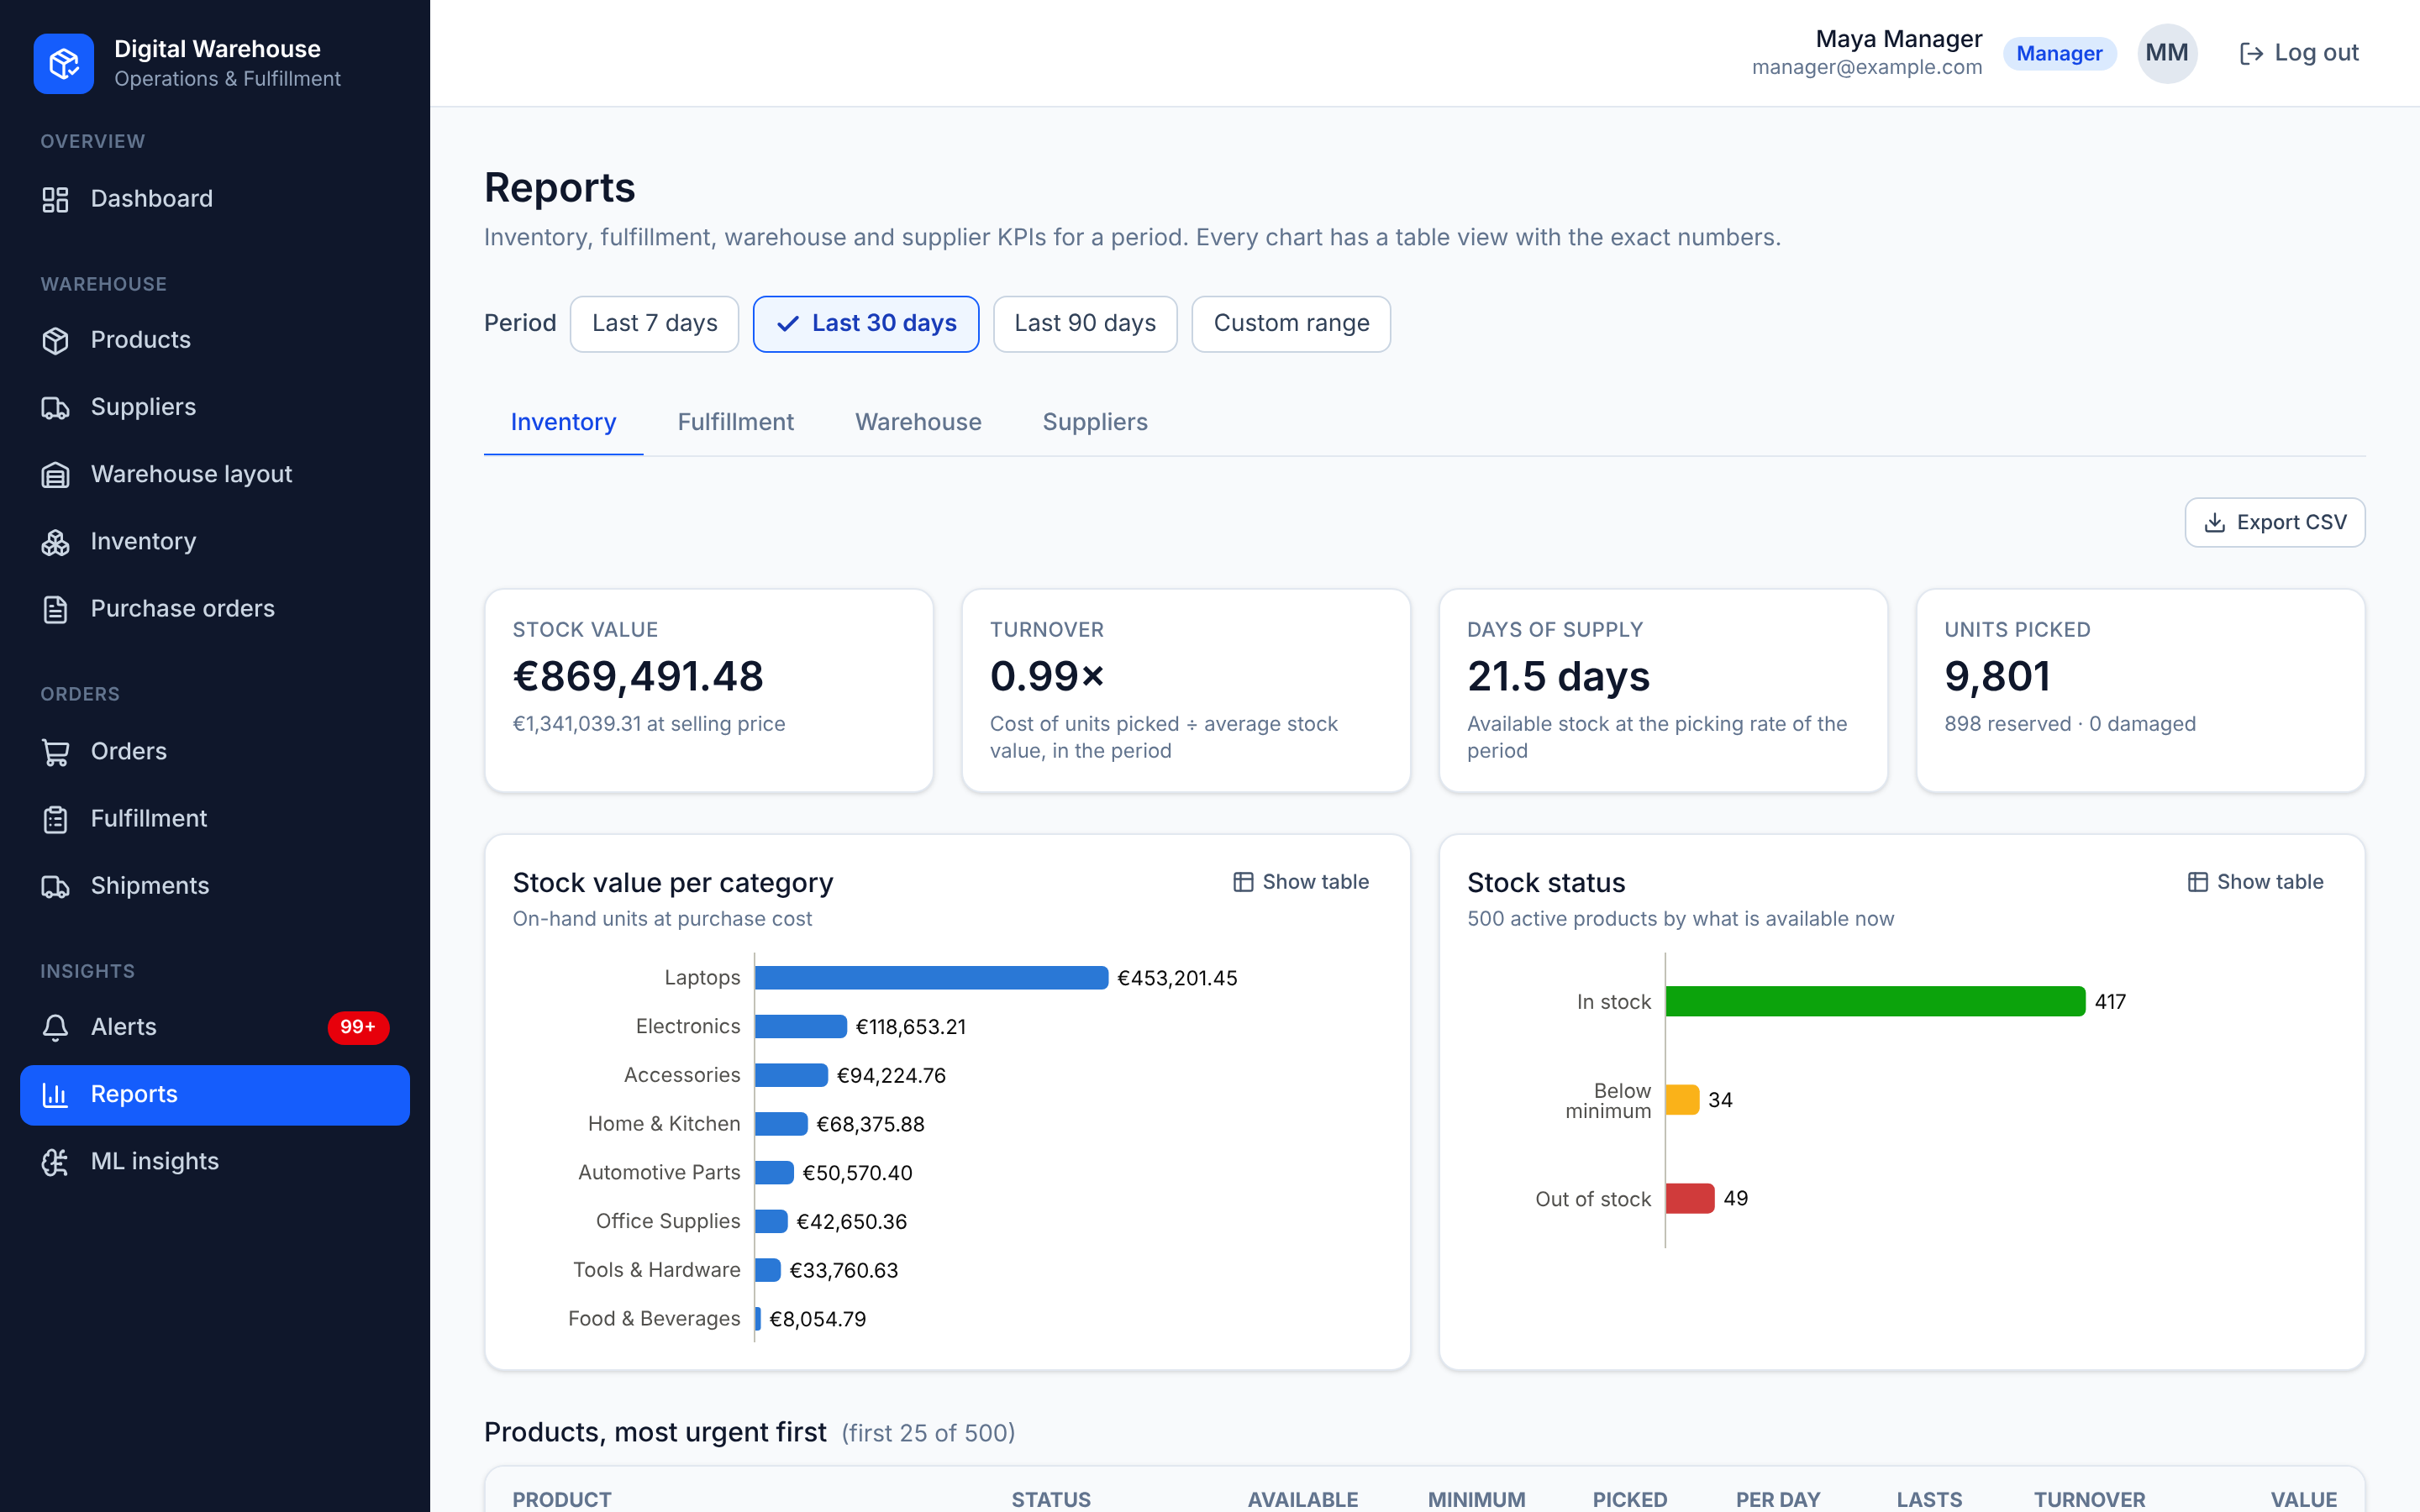 Digital Warehouse
Operations & Fulfillment
OVERVIEW
Dashboard
WAREHOUSE
Products
Suppliers
Warehouse layout
Inventory
Purchase orders
ORDERS
Orders
Fulfillment
Shipments
INSIGHTS
Alerts 99+
Reports
ML insights
Maya Manager
manager@example.com
Manager
MM
Log out
Reports
Inventory, fulfillment, warehouse and supplier KPIs for a period. Every chart has a table view with the exact numbers.
Period Last 7 days Last 30 days Last 90 days Custom range
Inventory Fulfillment Warehouse Suppliers
Export CSV
STOCK VALUE
€869,491.48
€1,341,039.31 at selling price
TURNOVER
0.99×
Cost of units picked ÷ average stock
value, in the period
DAYS OF SUPPLY
21.5 days
Available stock at the picking rate of the
period
UNITS PICKED
9,801
898 reserved · 0 damaged
Stock value per category
Show table
On-hand units at purchase cost
Laptops €453,201.45
Electronics €118,653.21
Accessories €94,224.76
Home & Kitchen €68,375.88
Automotive Parts €50,570.40
Office Supplies €42,650.36
Tools & Hardware €33,760.63
Food & Beverages €8,054.79
Stock status
Show table
500 active products by what is available now
In stock 417
Below
minimum 34
Out of stock 49
Products, most urgent first (first 25 of 500)
PRODUCT STATUS AVAILABLE MINIMUM PICKED PER DAY LASTS TURNOVER VALUE